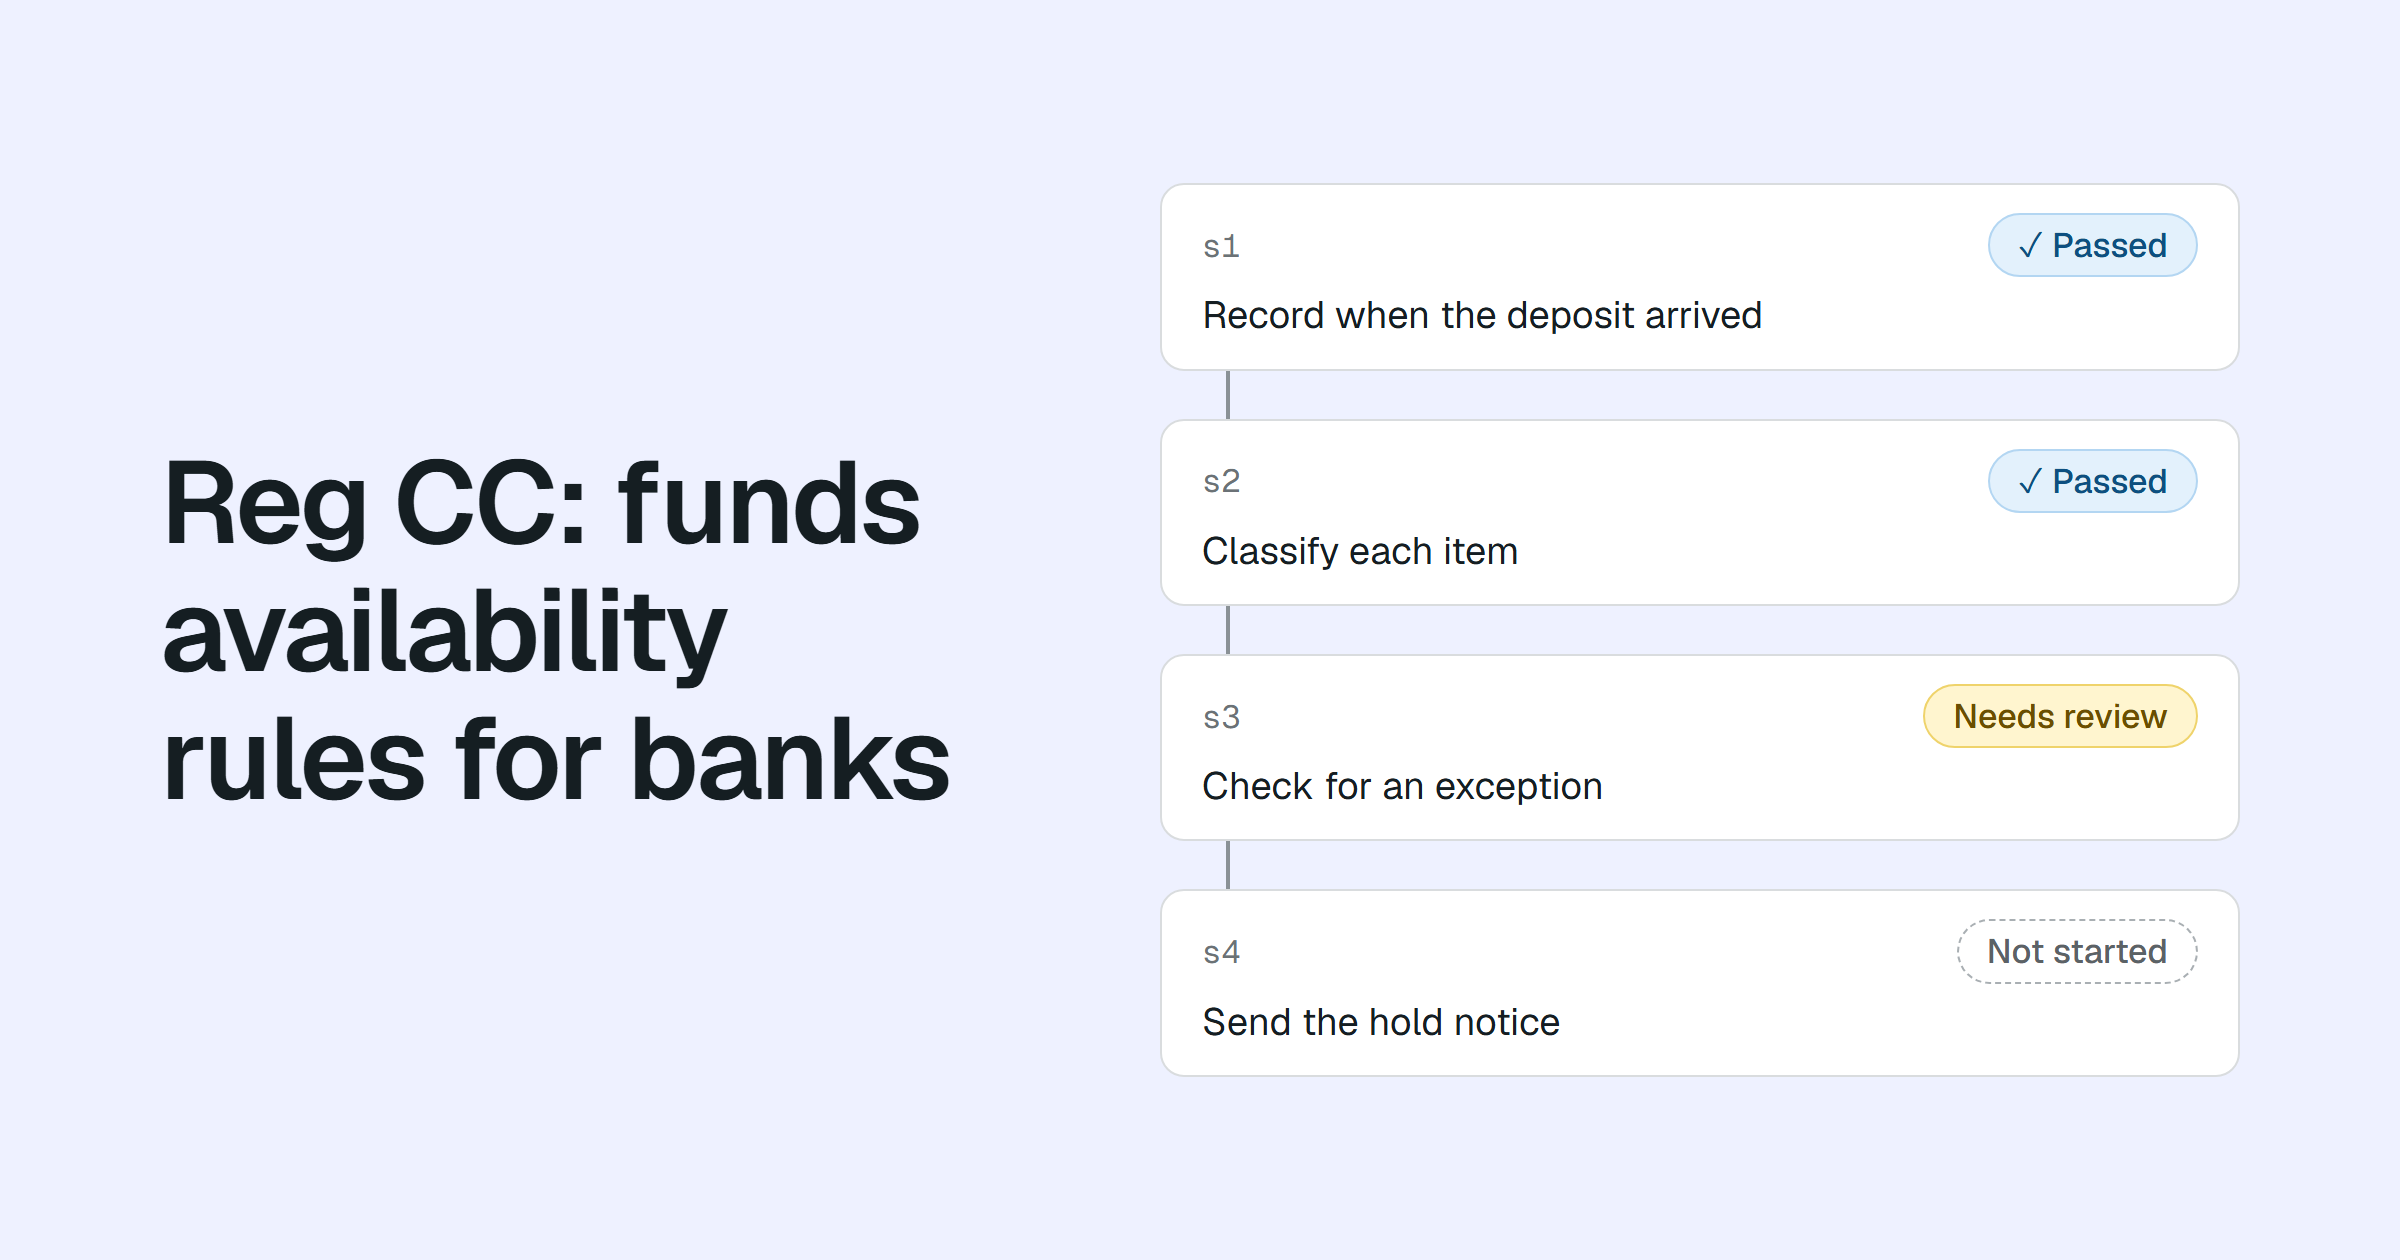 Reg CC: funds
availability
rules for banks
s1
✓ Passed
Record when the deposit arrived
s2
✓ Passed
Classify each item
s3
Needs review
Check for an exception
s4
Not started
Send the hold notice